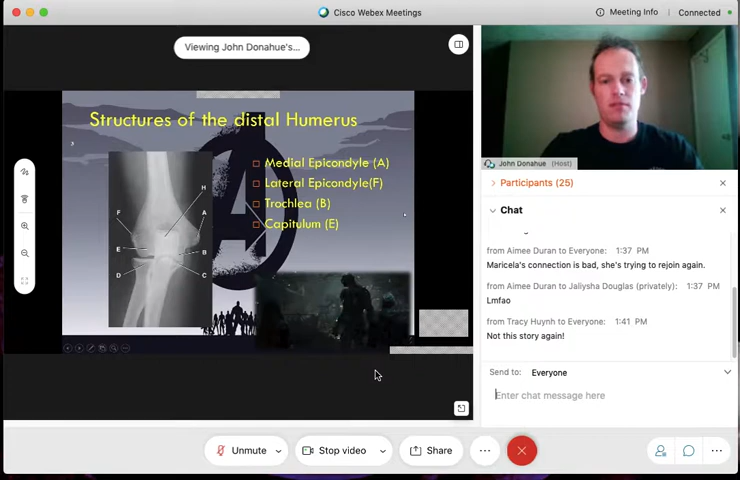 Cisco Webex Meetings
Meeting Info
Connected
Viewing John Donahue's...
Structures of the distal Humerus
Medial Epicondyle (A)
Lateral Epicondyle(F)
Trochlea (B)
Capitulum (E)
H
F
A
E
B
D
C
John Donahue (Host)
Participants (25)
Chat
from Aimee Duran to Everyone: 1:37 PM
Maricela's connection is bad, she's trying to rejoin again.
from Aimee Duran to Jaliysha Douglas (privately): 1:37 PM
Lmfao
from Tracy Huynh to Everyone: 1:41 PM
Not this story again!
Send to: Everyone
Enter chat message here
Unmute
Stop video
Share